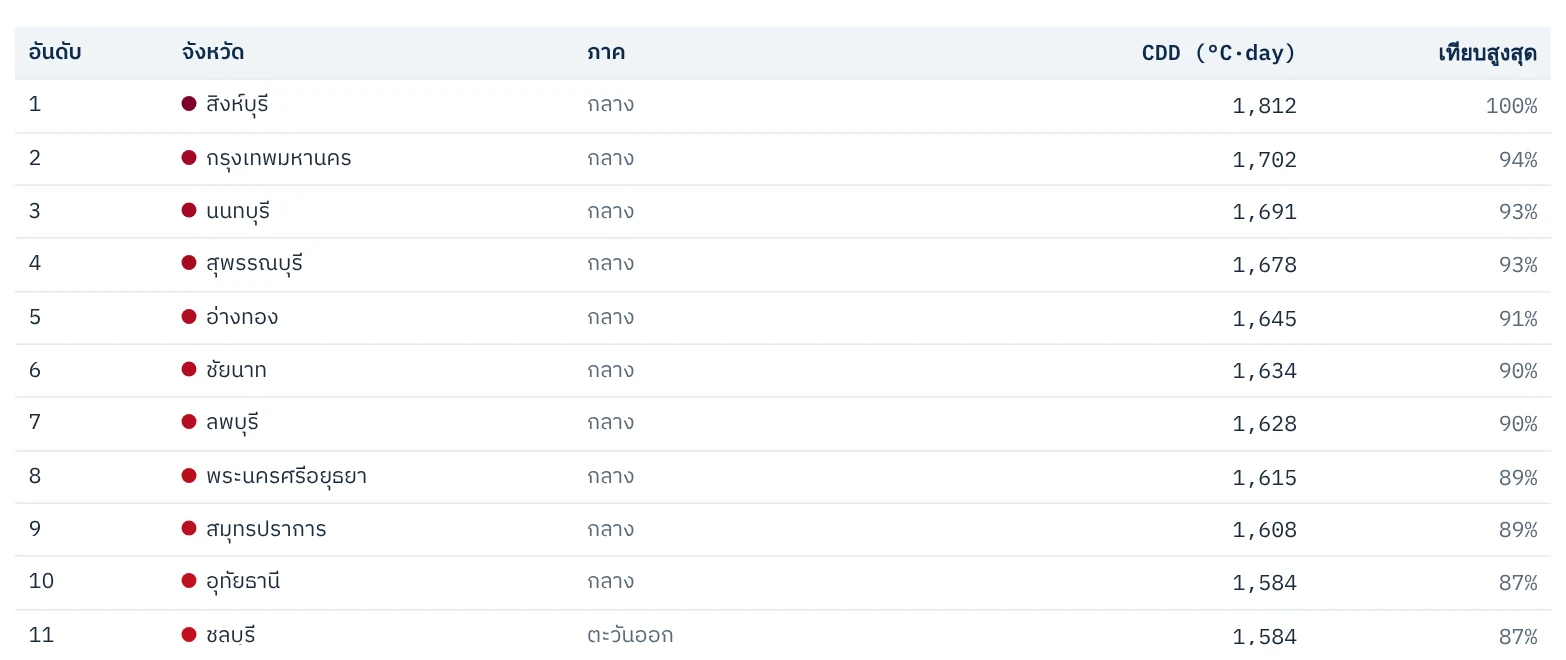 อันดับ จังหวัด ภาค CDD (°C·day) เทียบสูงสุด
1 สิงห์บุรี กลาง 1,812 100%
2 กรุงเทพมหานคร กลาง 1,702 94%
3 นนทบุรี กลาง 1,691 93%
4 สุพรรณบุรี กลาง 1,678 93%
5 อ่างทอง กลาง 1,645 91%
6 ชัยนาท กลาง 1,634 90%
7 ลพบุรี กลาง 1,628 90%
8 พระนครศรีอยุธยา กลาง 1,615 89%
9 สมุทรปราการ กลาง 1,608 89%
10 อุทัยธานี กลาง 1,584 87%
11 ชลบุรี ตะวันออก 1,584 87%